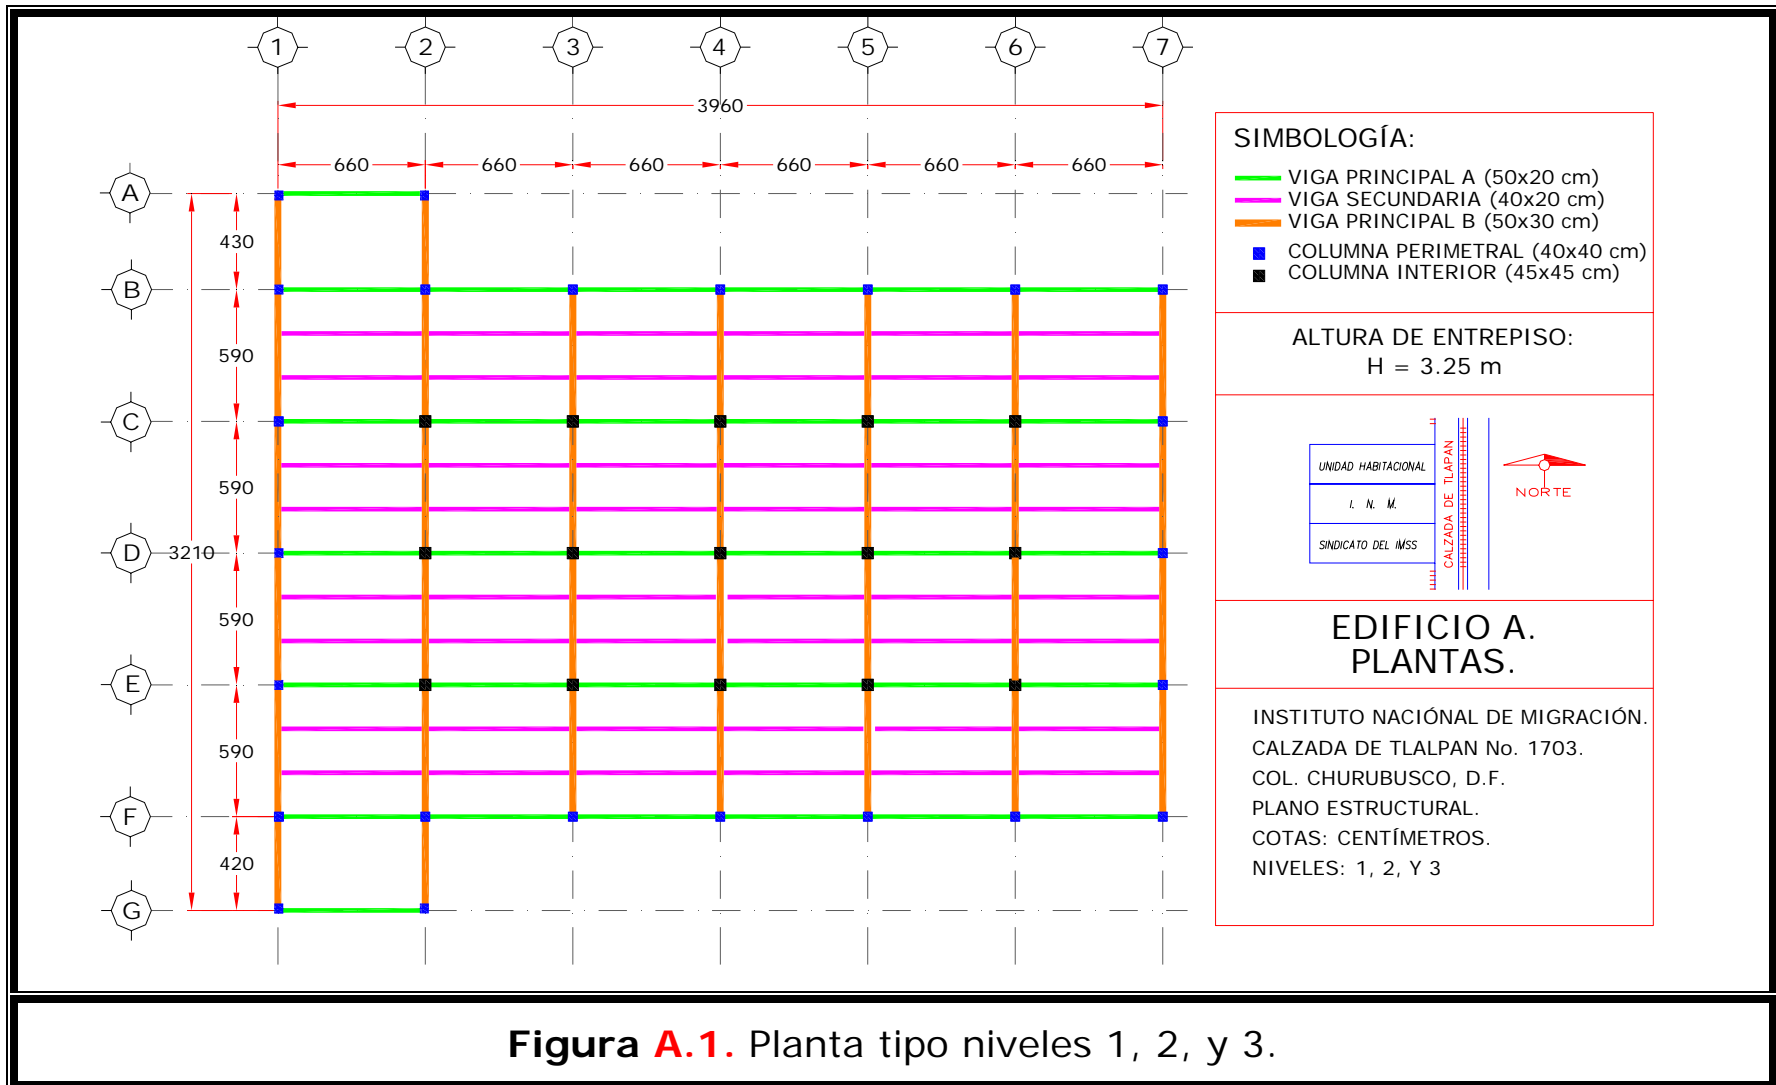 1 2 3 4 5 6 7
3960
660 660 660 660 660 660
A
430
B
590
C
590
D
3210
590
E
590
F
420
G
SIMBOLOGÍA:
VIGA PRINCIPAL A (50x20 cm)
VIGA SECUNDARIA (40x20 cm)
VIGA PRINCIPAL B (50x30 cm)
COLUMNA PERIMETRAL (40x40 cm)
COLUMNA INTERIOR (45x45 cm)
ALTURA DE ENTREPISO:
H = 3.25 m
UNIDAD HABITACIONAL
I. N. M.
SINDICATO DEL IMSS
CALZADA DE TLAPAN
NORTE
EDIFICIO A.
PLANTAS.
INSTITUTO NACIÓNAL DE MIGRACIÓN.
CALZADA DE TLALPAN No. 1703.
COL. CHURUBUSCO, D.F.
PLANO ESTRUCTURAL.
COTAS: CENTÍMETROS.
NIVELES: 1, 2, Y 3
Figura A.1. Planta tipo niveles 1, 2, y 3.